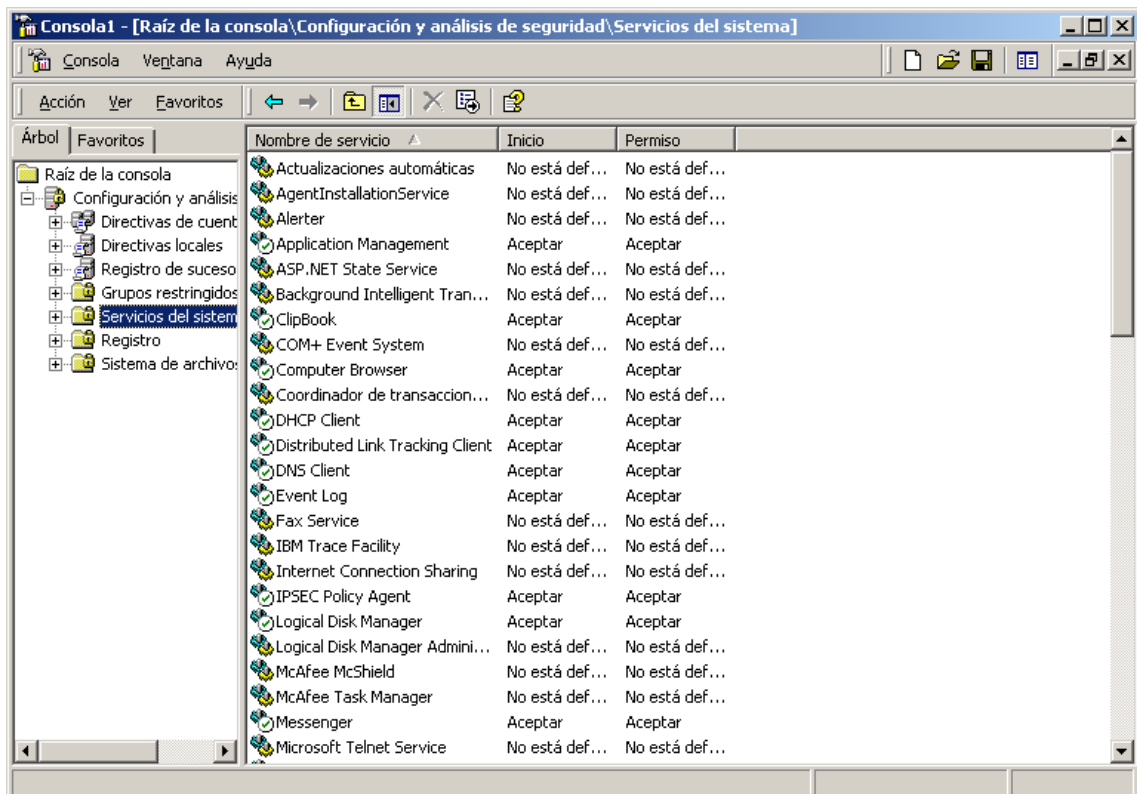 Consola1 - [Raíz de la consola\Configuración y análisis de seguridad\Servicios del sistema]
Consola Ventana Ayuda
Acción Ver Favoritos
Árbol Favoritos
Raíz de la consola
Configuración y análisis
Directivas de cuent
Directivas locales
Registro de suceso
Grupos restringidos
Servicios del sistem
Registro
Sistema de archivo
Nombre de servicio Inicio Permiso
Actualizaciones automáticas No está def... No está def...
AgentInstallationService No está def... No está def...
Alerter No está def... No está def...
Application Management Aceptar Aceptar
ASP.NET State Service No está def... No está def...
Background Intelligent Tran... No está def... No está def...
ClipBook Aceptar Aceptar
COM+ Event System No está def... No está def...
Computer Browser Aceptar Aceptar
Coordinador de transaccion... No está def... No está def...
DHCP Client Aceptar Aceptar
Distributed Link Tracking Client Aceptar Aceptar
DNS Client Aceptar Aceptar
Event Log Aceptar Aceptar
Fax Service No está def... No está def...
IBM Trace Facility No está def... No está def...
Internet Connection Sharing No está def... No está def...
IPSEC Policy Agent Aceptar Aceptar
Logical Disk Manager Aceptar Aceptar
Logical Disk Manager Admini... No está def... No está def...
McAfee McShield No está def... No está def...
McAfee Task Manager No está def... No está def...
Messenger Aceptar Aceptar
Microsoft Telnet Service No está def... No está def...